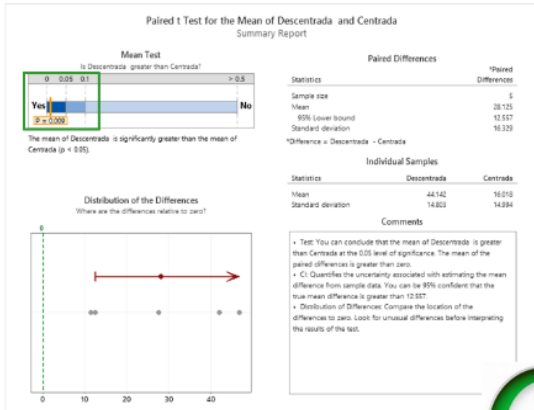 Paired t Test for the Mean of Descentrada and Centrada
Summary Report
Mean Test
Is Descentrada greater than Centrada?
0 0.05 0.1 > 0.5
Yes No
P = 0.009
The mean of Descentrada is significantly greater than the mean of
Centrada (p < 0.05).
Distribution of the Differences
Where are the differences relative to zero?
0
0 10 20 30 40
Paired Differences
*Paired
Statistics Differences
Sample size 5
Mean 28.125
95% Lower bound 12.557
Standard deviation 16.329
*Difference = Descentrada - Centrada
Individual Samples
Statistics Descentrada Centrada
Mean 44.142 16.018
Standard deviation 14.803 14.994
Comments
• Test: You can conclude that the mean of Descentrada is greater
than Centrada at the 0.05 level of significance. The mean of the
paired differences is greater than zero.
• CI: Quantifies the uncertainty associated with estimating the mean
difference from sample data. You can be 95% confident that the
true mean difference is greater than 12.557.
• Distribution of Differences: Compare the location of the
differences to zero. Look for unusual differences before interpreting
the results of the test.